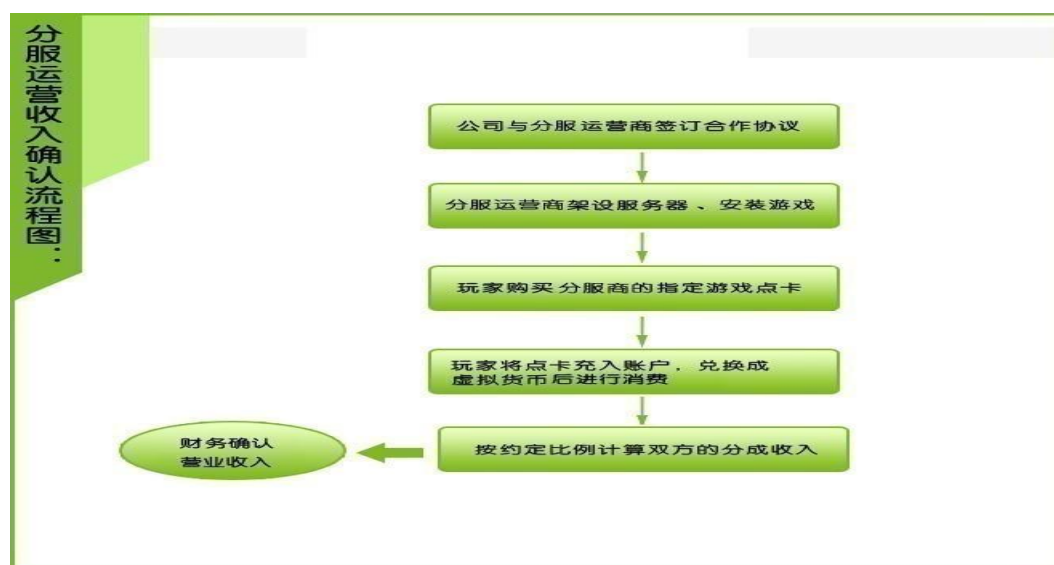 分服运营收入确认流程图：
公司与分服运营商签订合作协议
分服运营商架设服务器、安装游戏
玩家购买分服商的指定游戏点卡
玩家将点卡充入账户，兑换成
虚拟货币后进行消费
按约定比例计算双方的分成收入
财务确认
营业收入